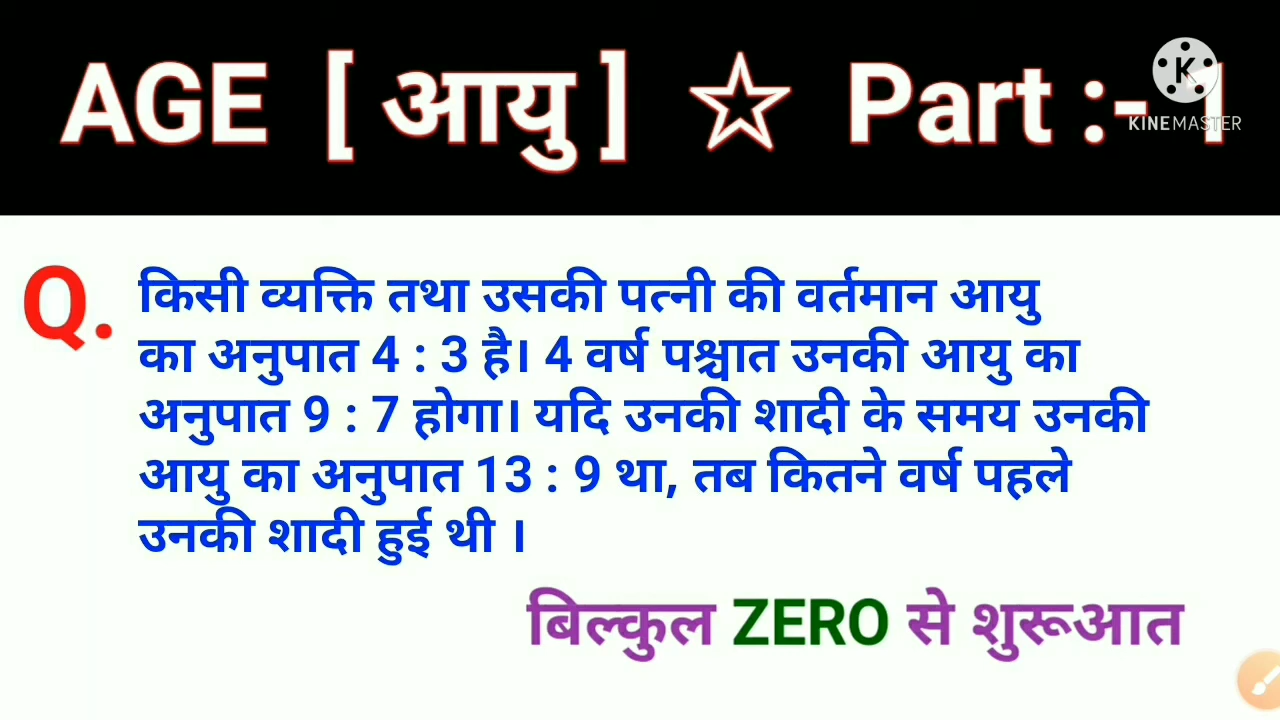 AGE [ आयु ] ☆ Part :- 1
KINEMASTER
Q. किसी व्यक्ति तथा उसकी पत्नी की वर्तमान आयु
का अनुपात 4 : 3 है। 4 वर्ष पश्चात उनकी आयु का
अनुपात 9 : 7 होगा। यदि उनकी शादी के समय उनकी
आयु का अनुपात 13 : 9 था, तब कितने वर्ष पहले
उनकी शादी हुई थी ।
बिल्कुल ZERO से शुरूआत